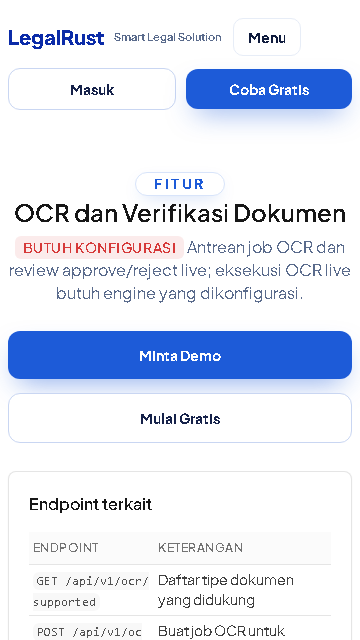 LegalRust Smart Legal Solution Menu
Masuk Coba Gratis
FITUR
OCR dan Verifikasi Dokumen
BUTUH KONFIGURASI Antrean job OCR dan
review approve/reject live; eksekusi OCR live
butuh engine yang dikonfigurasi.
Minta Demo
Mulai Gratis
Endpoint terkait
ENDPOINT KETERANGAN
GET /api/v1/ocr/ Daftar tipe dokumen
supported yang didukung
POST /api/v1/oc Buat job OCR untuk